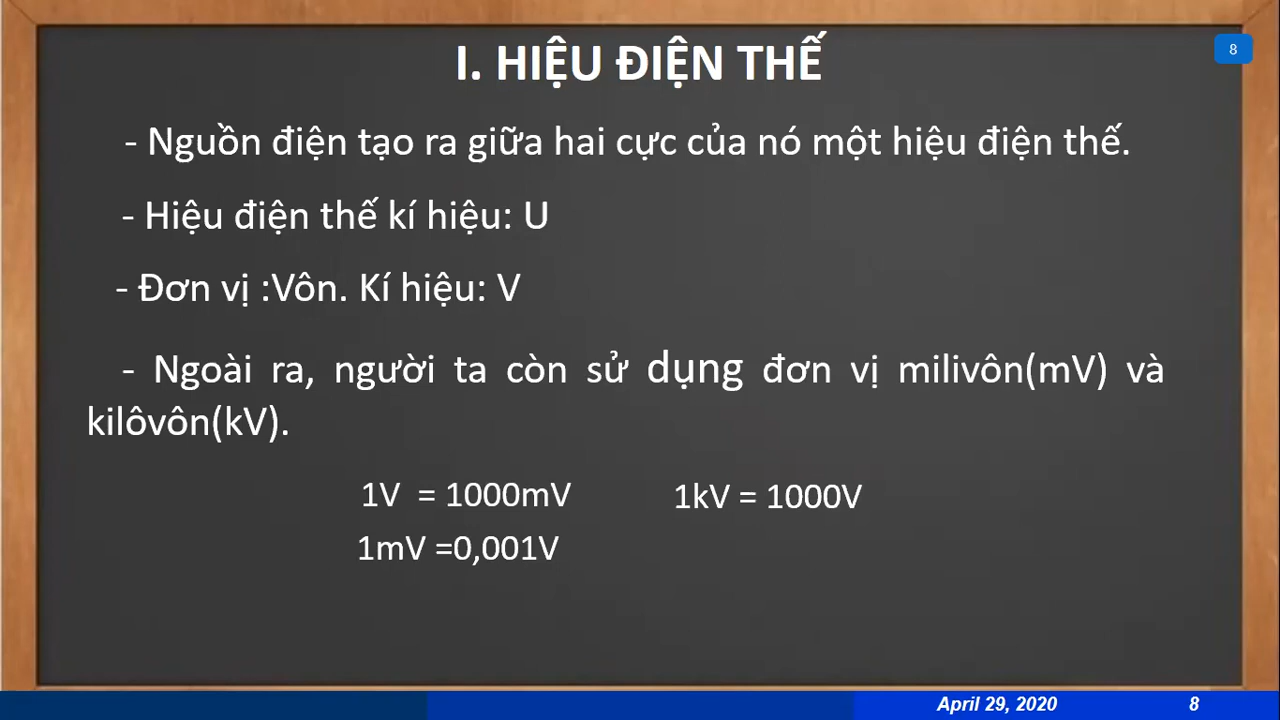 I. HIỆU ĐIỆN THẾ
8
- Nguồn điện tạo ra giữa hai cực của nó một hiệu điện thế.
- Hiệu điện thế kí hiệu: U
- Đơn vị :Vôn. Kí hiệu: V
- Ngoài ra, người ta còn sử dụng đơn vị milivôn(mV) và
kilôvôn(kV).
1V = 1000mV 1kV = 1000V
1mV =0,001V
April 29, 2020 8